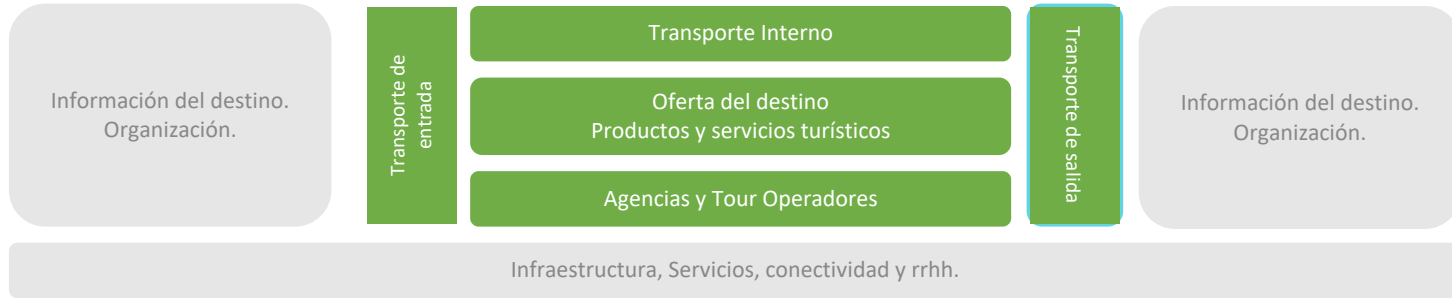 Información del destino.
Organización.
Transporte de
entrada
Transporte Interno
Oferta del destino
Productos y servicios turísticos
Agencias y Tour Operadores
Transporte de salida
Información del destino.
Organización.
Infraestructura, Servicios, conectividad y rrhh.